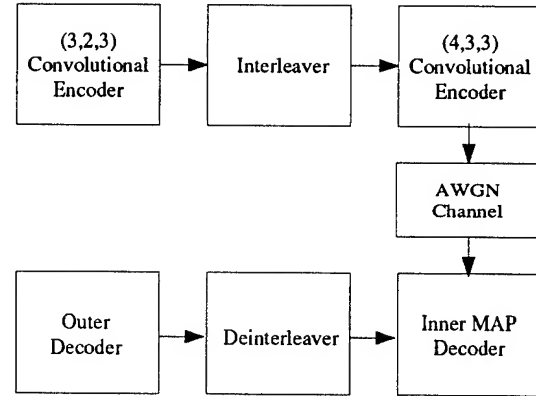 (3,2,3)
Convolutional
Encoder
Interleaver
(4,3,3)
Convolutional
Encoder
AWGN
Channel
Outer
Decoder
Deinterleaver
Inner MAP
Decoder